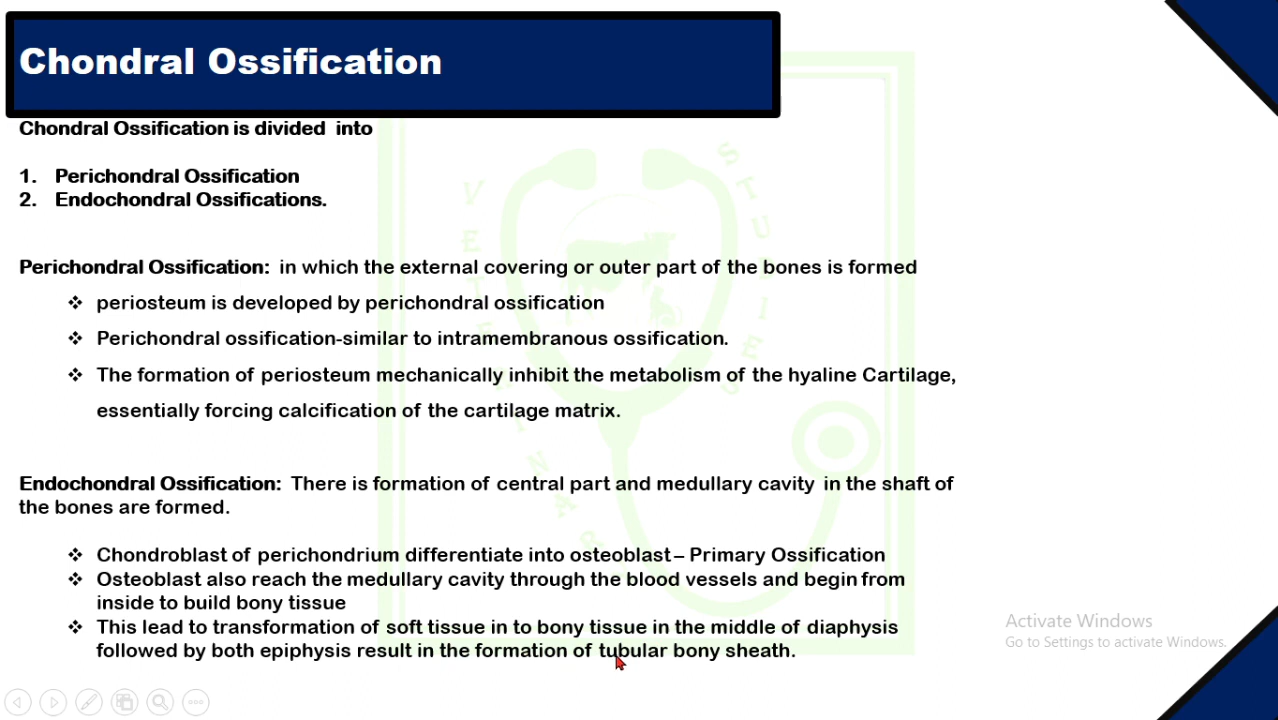 Chondral Ossification
Chondral Ossification is divided into
1. Perichondral Ossification
2. Endochondral Ossifications.
Perichondral Ossification: in which the external covering or outer part of the bones is formed
❖ periosteum is developed by perichondral ossification
❖ Perichondral ossification-similar to intramembranous ossification.
❖ The formation of periosteum mechanically inhibit the metabolism of the hyaline Cartilage,
essentially forcing calcification of the cartilage matrix.
Endochondral Ossification: There is formation of central part and medullary cavity in the shaft of
the bones are formed.
❖ Chondroblast of perichondrium differentiate into osteoblast – Primary Ossification
❖ Osteoblast also reach the medullary cavity through the blood vessels and begin from
inside to build bony tissue
❖ This lead to transformation of soft tissue in to bony tissue in the middle of diaphysis
followed by both epiphysis result in the formation of tubular bony sheath.
Activate Windows
Go to Settings to activate Windows.